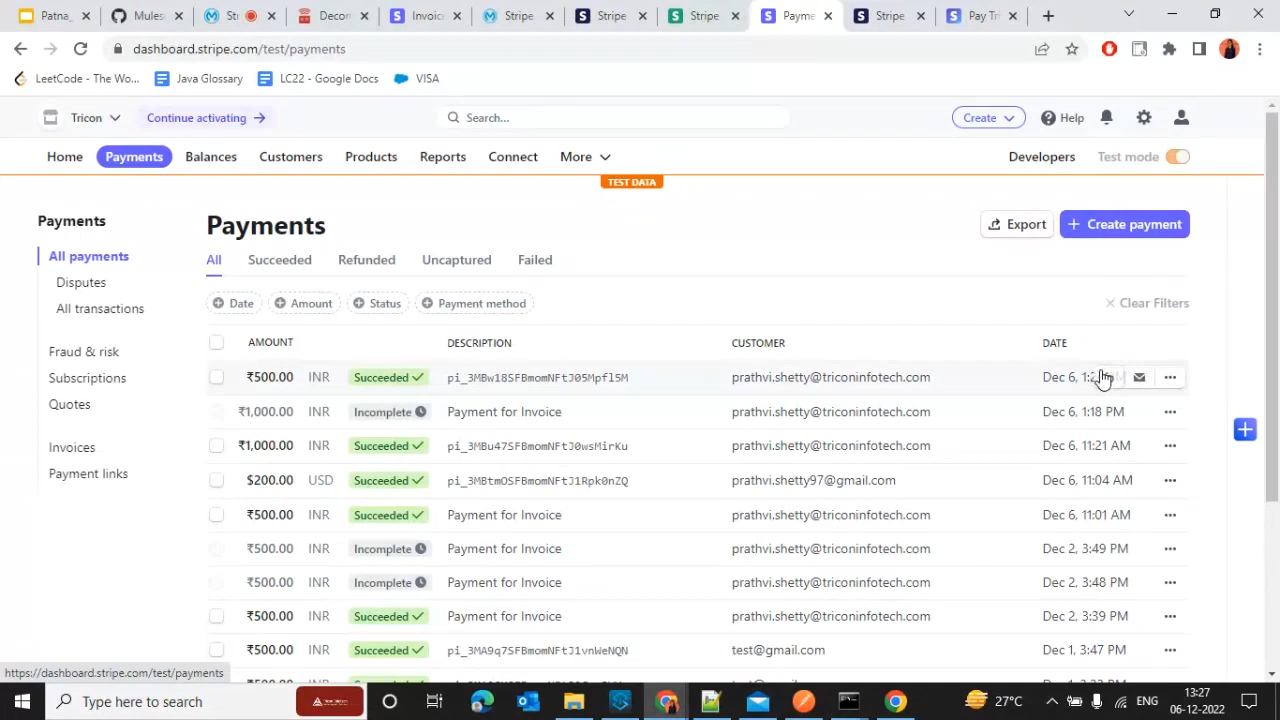 Patna_
Mules
St
Decor
Invoic
Stripe
Stripe
Stripe
Payme
Stripe
Pay Tr
dashboard.stripe.com/test/payments
LeetCode - The Wo...
Java Glossary
LC22 - Google Docs
VISA
Tricon
Continue activating →
Search...
Create
Help
Home
Payments
Balances
Customers
Products
Reports
Connect
More
Developers
Test mode
TEST DATA
Payments
All payments
Disputes
All transactions
Fraud & risk
Subscriptions
Quotes
Invoices
Payment links
Payments
Export
+ Create payment
All
Succeeded
Refunded
Uncaptured
Failed
Date
Amount
Status
Payment method
× Clear Filters
AMOUNT DESCRIPTION CUSTOMER DATE
₹500.00 INR Succeeded ✓ pi_3MBw18SFBmomNFtJ05Mpfl5M prathvi.shetty@triconinfotech.com Dec 6,
₹1,000.00 INR Incomplete Payment for Invoice prathvi.shetty@triconinfotech.com Dec 6, 1:18 PM
₹1,000.00 INR Succeeded ✓ pi_3MBu47SFBmomNFtJ0wsMirKu prathvi.shetty@triconinfotech.com Dec 6, 11:21 AM
$200.00 USD Succeeded ✓ pi_3MBtmOSFBmomNFtJ1Rpk0nZQ prathvi.shetty97@gmail.com Dec 6, 11:04 AM
₹500.00 INR Succeeded ✓ Payment for Invoice prathvi.shetty@triconinfotech.com Dec 6, 11:01 AM
₹500.00 INR Incomplete Payment for Invoice prathvi.shetty@triconinfotech.com Dec 2, 3:49 PM
₹500.00 INR Incomplete Payment for Invoice prathvi.shetty@triconinfotech.com Dec 2, 3:48 PM
₹500.00 INR Succeeded ✓ Payment for Invoice prathvi.shetty@triconinfotech.com Dec 2, 3:39 PM
₹500.00 INR Succeeded ✓ pi_3MA9q7SFBmomNFtJ1vnWeNQN test@gmail.com Dec 1, 3:47 PM
https://dashboard.stripe.com/test/payments
Type here to search
27°C
ENG
13:27
06-12-2022